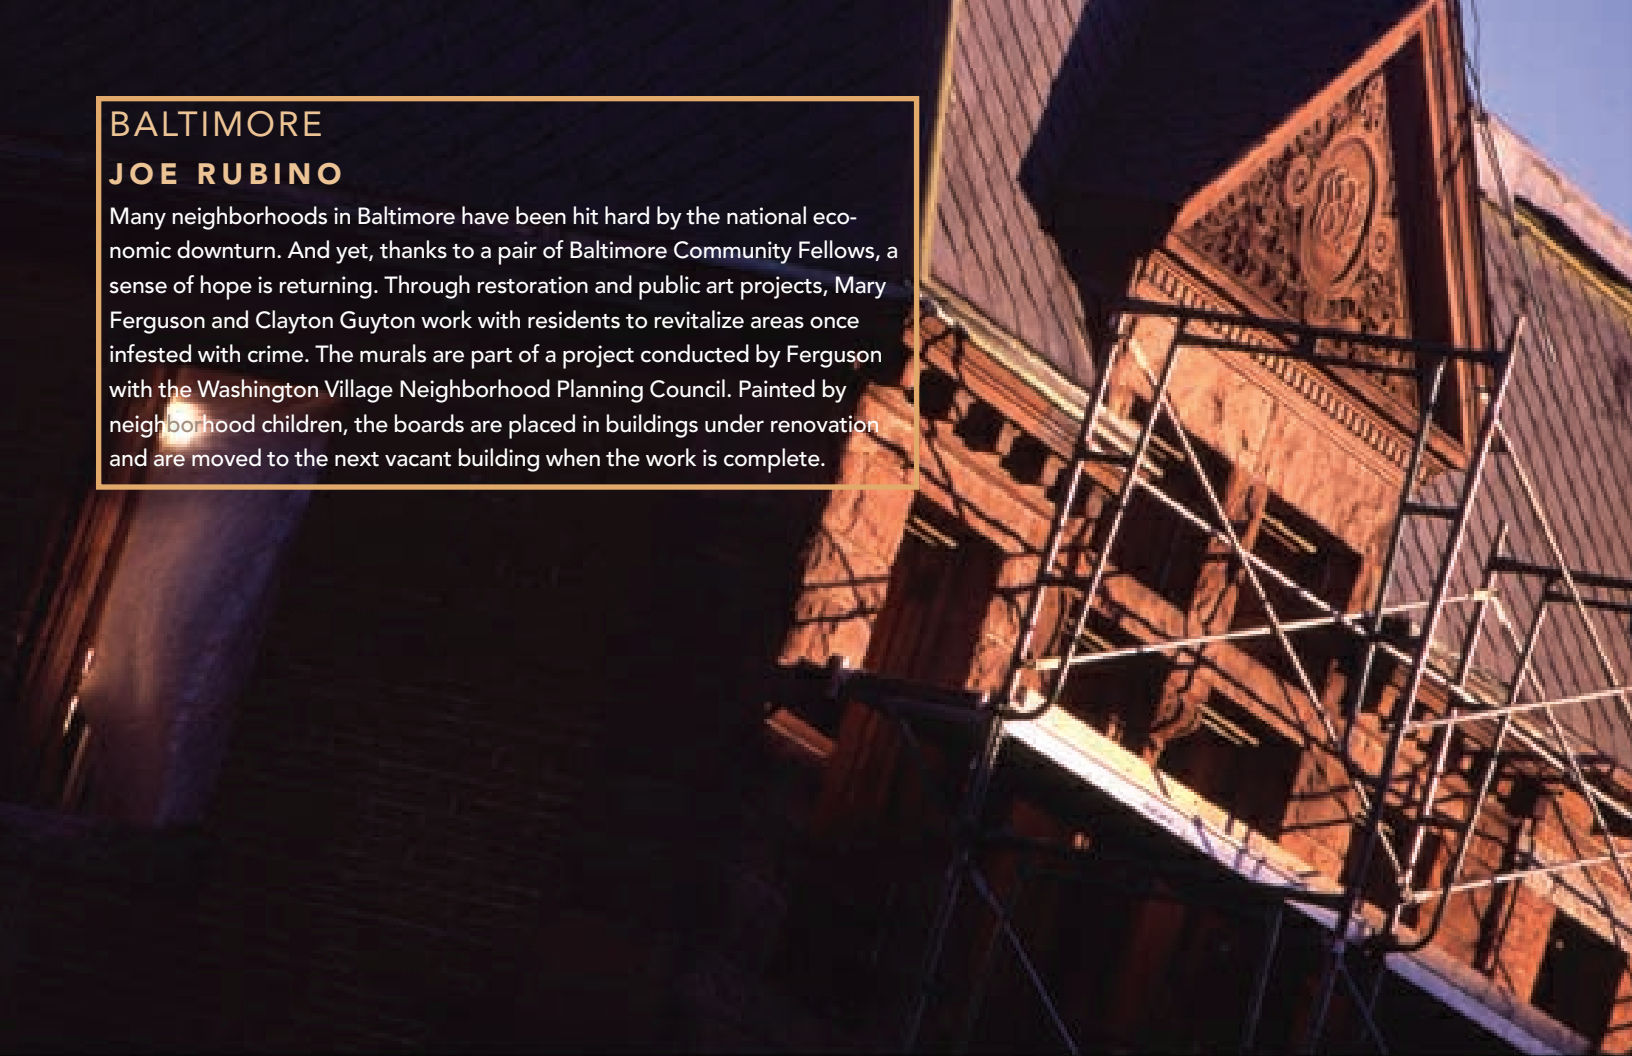 BALTIMORE
JOE RUBINO
Many neighborhoods in Baltimore have been hit hard by the national eco-
nomic downturn. And yet, thanks to a pair of Baltimore Community Fellows, a
sense of hope is returning. Through restoration and public art projects, Mary
Ferguson and Clayton Guyton work with residents to revitalize areas once
infested with crime. The murals are part of a project conducted by Ferguson
with the Washington Village Neighborhood Planning Council. Painted by
neighborhood children, the boards are placed in buildings under renovation
and are moved to the next vacant building when the work is complete.